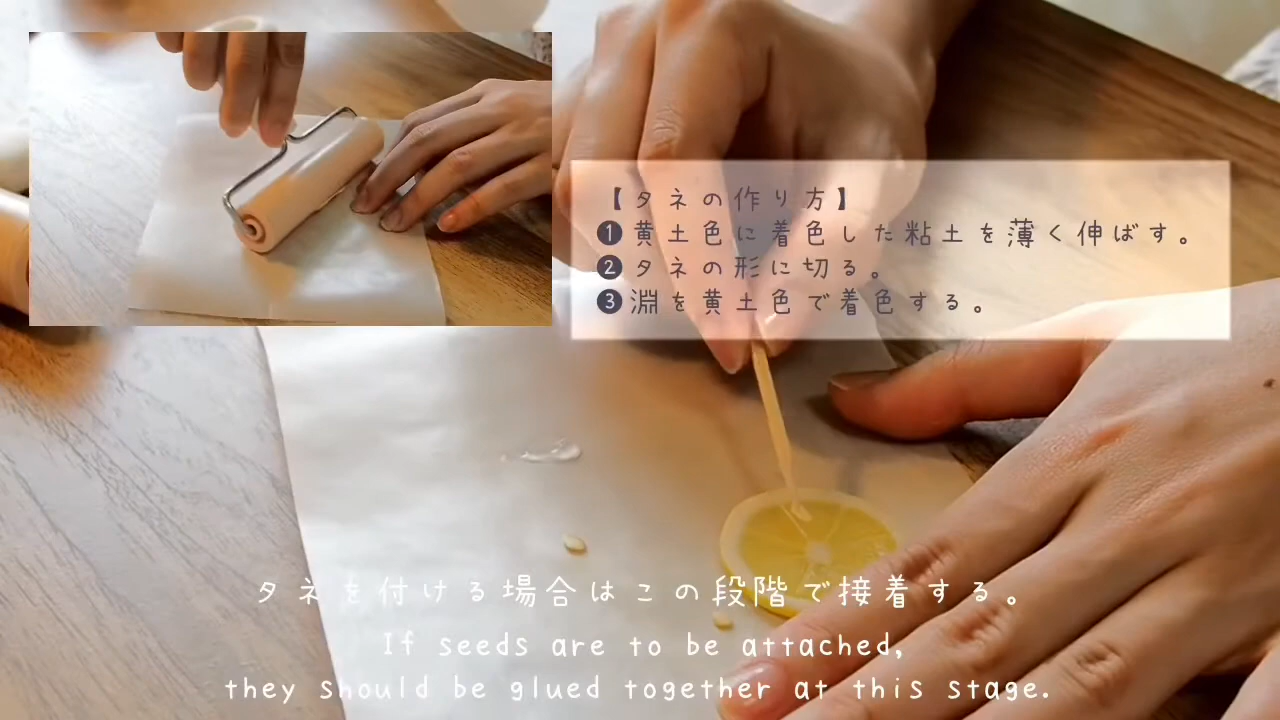 【タネの作り方】
❶黄土色に着色した粘土を薄く伸ばす。
❷タネの形に切る。
❸淵を黄土色で着色する。
タネを付ける場合はこの段階で接着する。
If seeds are to be attached,
they should be glued together at this stage.